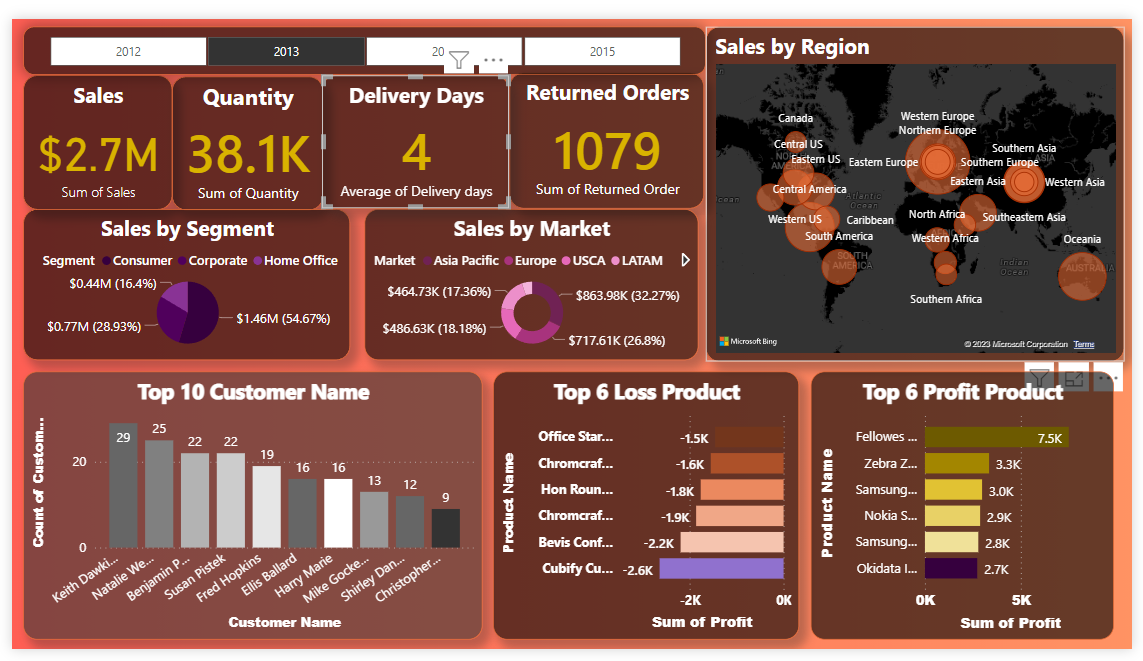 2012
2013
20
2015
Sales
$2.7M
Sum of Sales
Quantity
38.1K
Sum of Quantity
Delivery Days
4
Average of Delivery days
Returned Orders
1079
Sum of Returned Order
Sales by Region
Canada
Central US
NORTH AMERICA
Eastern US
Central America
Western US
Caribbean
South America
SOUTH AMERICA
Atlantic Ocean
Western Europe
Northern Europe
Eastern Europe
Southern Asia
ASIA
Southern Europe
Eastern Asia
Western Asia
North Africa
Southeastern Asia
Western Africa
Oceania
Indian Ocean
AUSTRALIA
Southern Africa
Microsoft Bing
© 2023 Microsoft Corporation Terms
Sales by Segment
Segment Consumer Corporate Home Office
$0.44M (16.4%)
$0.77M (28.93%)
$1.46M (54.67%)
Sales by Market
Market Asia Pacific Europe USCA LATAM
$464.73K (17.36%)
$863.98K (32.27%)
$486.63K (18.18%)
$717.61K (26.8%)
Top 10 Customer Name
Count of Custom...
20
0
29
25
22
22
19
16
16
13
12
9
Keith Dawki...
Natalie We...
Benjamin P...
Susan Pistek
Fred Hopkins
Ellis Ballard
Harry Marie
Mike Gocke...
Shirley Dan...
Christopher...
Customer Name
Top 6 Loss Product
Product Name
Office Star... -1.5K
Chromcraf... -1.6K
Hon Roun... -1.8K
Chromcraf... -1.9K
Bevis Conf... -2.2K
Cubify Cu... -2.6K
-2K 0K
Sum of Profit
Top 6 Profit Product
Product Name
Fellowes ... 7.5K
Zebra Z... 3.3K
Samsung... 3.0K
Nokia S... 2.9K
Samsung... 2.8K
Okidata I... 2.7K
0K 5K
Sum of Profit